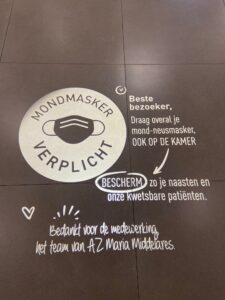 MONDMASKER
VERPLICHT
Beste
bezoeker,
Draag overal je
mond-neusmasker,
OOK OP DE KAMER
BESCHERM zo je naasten en
onze kwetsbare patiënten.
Bedankt voor de medewerking,
het team van AZ Maria Middelares.